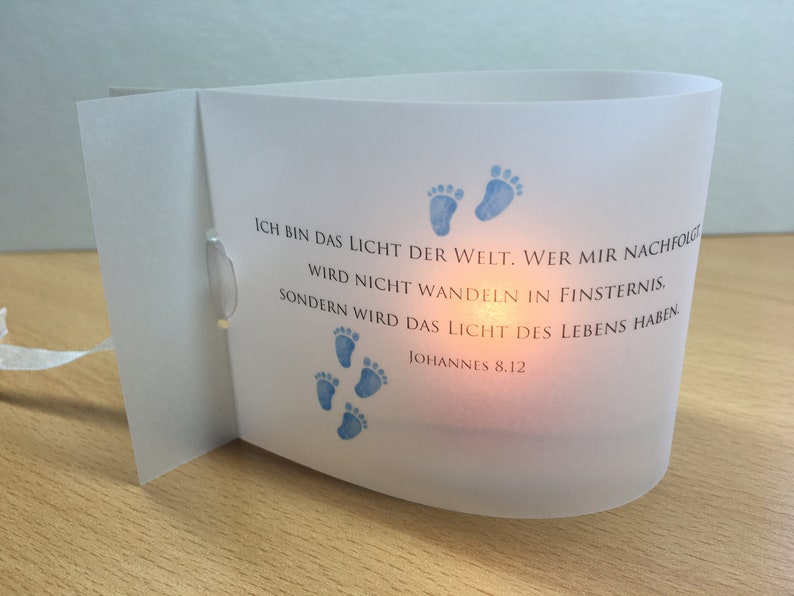 Ich bin das Licht der Welt. Wer mir nachfolgt,
wird nicht wandeln in Finsternis,
sondern wird das Licht des Lebens haben.
Johannes 8.12